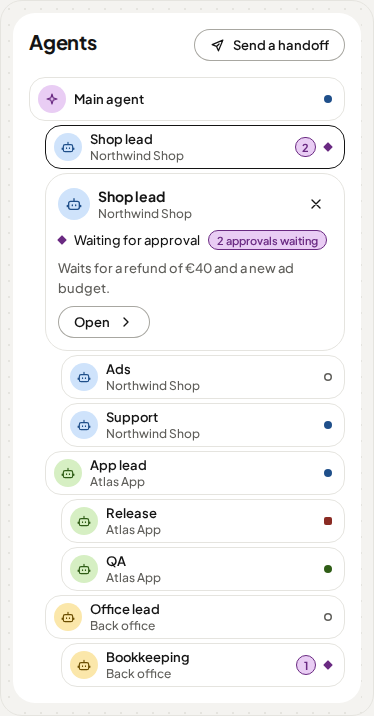 Agents
Send a handoff
Main agent
Shop lead
Northwind Shop
2
Shop lead
Northwind Shop
Waiting for approval
2 approvals waiting
Waits for a refund of €40 and a new ad
budget.
Open
Ads
Northwind Shop
Support
Northwind Shop
App lead
Atlas App
Release
Atlas App
QA
Atlas App
Office lead
Back office
Bookkeeping
Back office
1